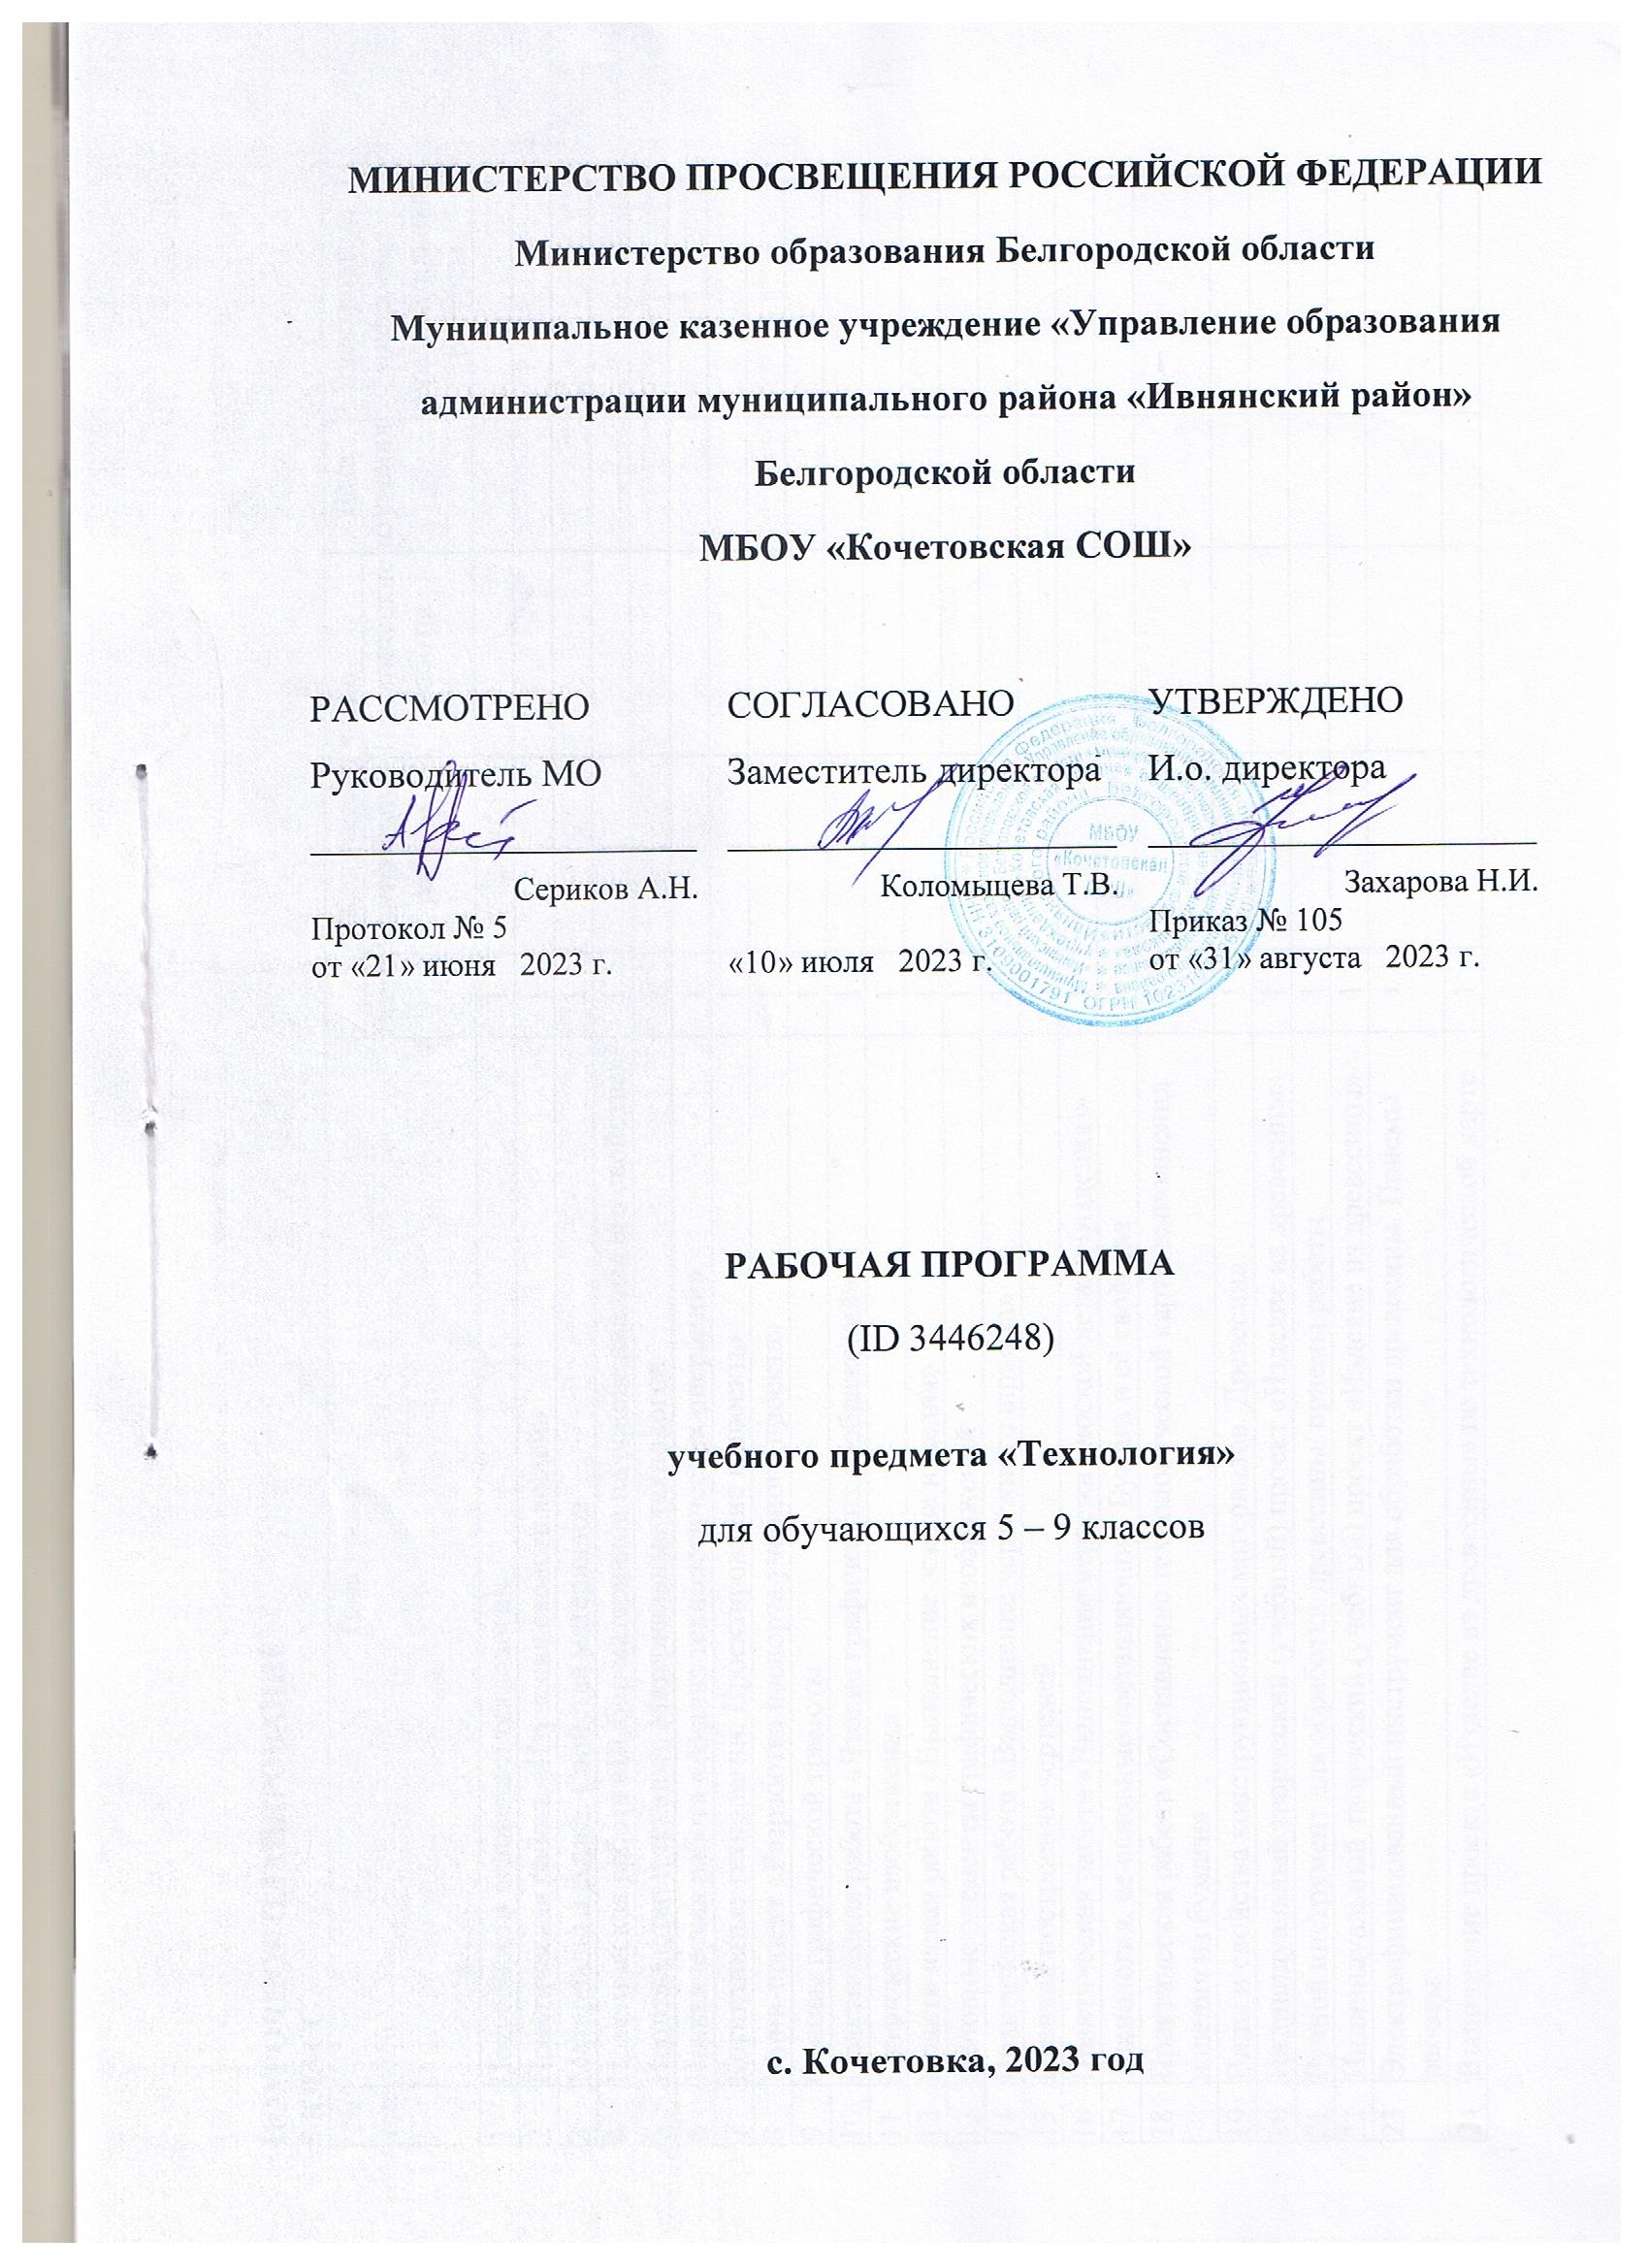 МИНИСТЕРСТВО ПРОСВЕЩЕНИЯ РОССИЙСКОЙ ФЕДЕРАЦИИ
Министерство образования Белгородской области
Муниципальное казенное учреждение «Управление образования
администрации муниципального района «Ивнянский район»
Белгородской области
МБОУ «Кочетовская СОШ»
РАССМОТРЕНО
Руководитель МО
Сериков А.Н.
Протокол № 5
от «21» июня 2023 г.
СОГЛАСОВАНО
Заместитель директора
Коломыцева Т.В.
«10» июля 2023 г.
УТВЕРЖДЕНО
И.о. директора
Захарова Н.И.
Приказ № 105
от «31» августа 2023 г.
МБОУ
«Кочетовская
РАБОЧАЯ ПРОГРАММА
(ID 3446248)
учебного предмета «Технология»
для обучающихся 5 – 9 классов
с. Кочетовка, 2023 год